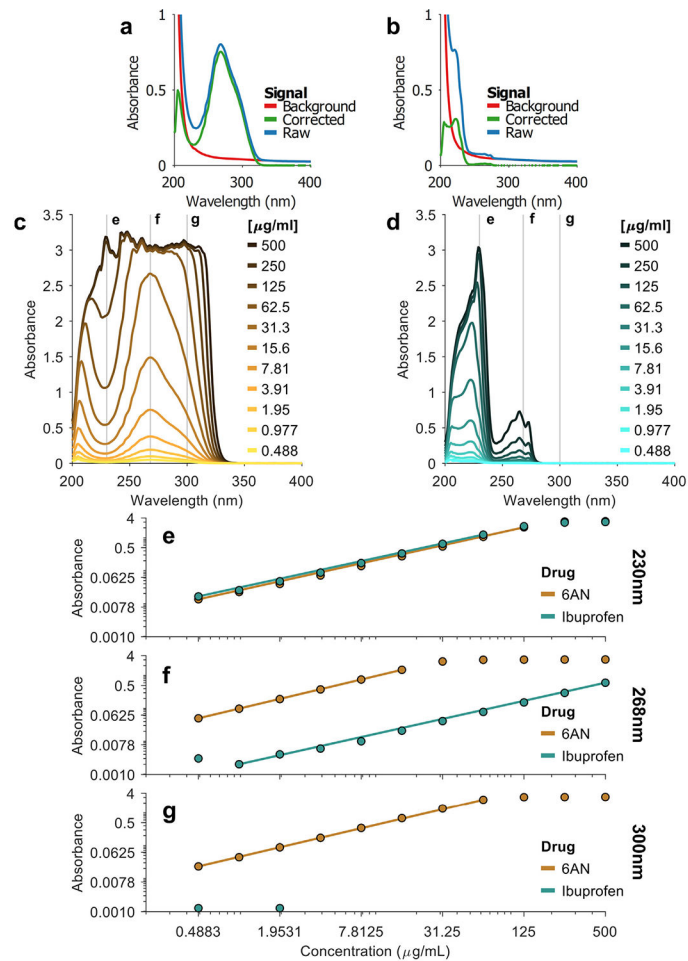 a
b
1
0.5
0
Absorbance
200
300
400
Wavelength (nm)
Signal
Background
Corrected
Raw
1
0.5
0
Absorbance
200
300
400
Wavelength (nm)
Signal
Background
Corrected
Raw
c
e
f
g
[μg/ml]
3.5
3
2.5
2
1.5
1
0.5
0
Absorbance
200
250
300
350
400
Wavelength (nm)
500
250
125
62.5
31.3
15.6
7.81
3.91
1.95
0.977
0.488
d
e
f
g
[μg/ml]
3.5
3
2.5
2
1.5
1
0.5
0
Absorbance
200
250
300
350
400
Wavelength (nm)
500
250
125
62.5
31.3
15.6
7.81
3.91
1.95
0.977
0.488
e
4
0.5
0.0625
0.0078
0.0010
Absorbance
Drug
6AN
Ibuprofen
230nm
f
4
0.5
0.0625
0.0078
0.0010
Absorbance
Drug
6AN
Ibuprofen
268nm
g
4
0.5
0.0625
0.0078
0.0010
Absorbance
Drug
6AN
Ibuprofen
300nm
0.4883
1.9531
7.8125
31.25
125
500
Concentration (μg/mL)